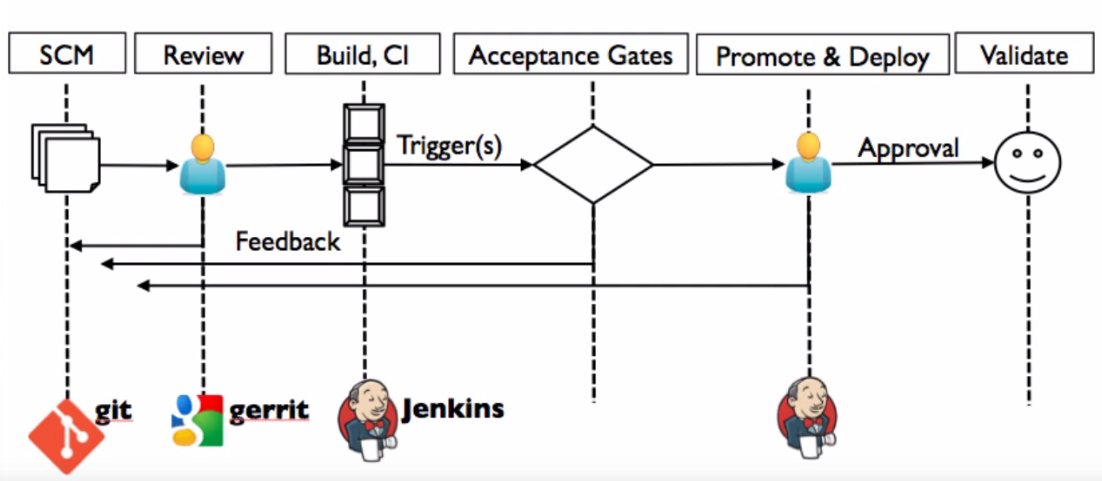 SCM
Review
Build, CI
Acceptance Gates
Promote & Deploy
Validate
Trigger(s)
Approval
Feedback
git
gerrit
Jenkins